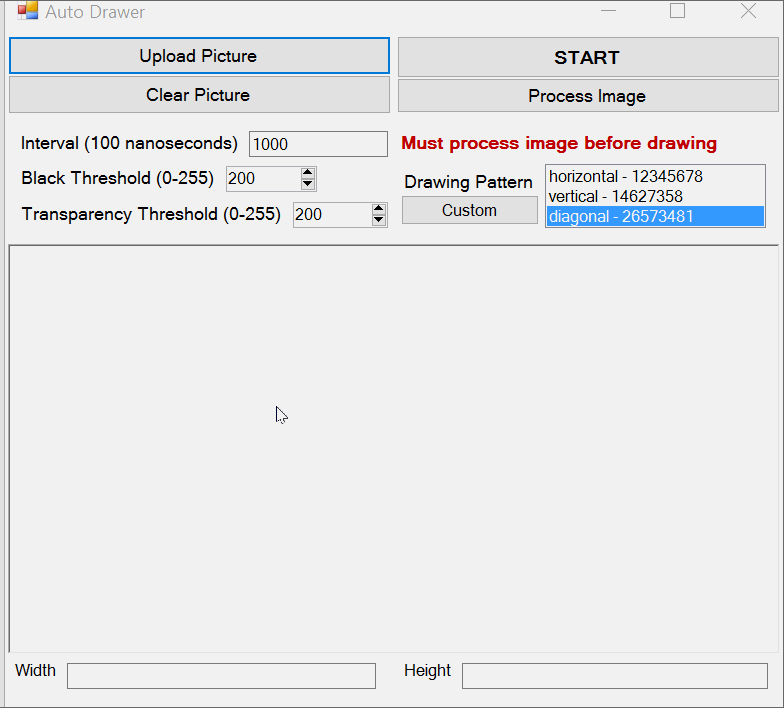 Auto Drawer
Upload Picture
START
Clear Picture
Process Image
Interval (100 nanoseconds) 1000
Must process image before drawing
Black Threshold (0-255) 200
Transparency Threshold (0-255) 200
Drawing Pattern
Custom
horizontal - 12345678
vertical - 14627358
diagonal - 26573481
Width
Height